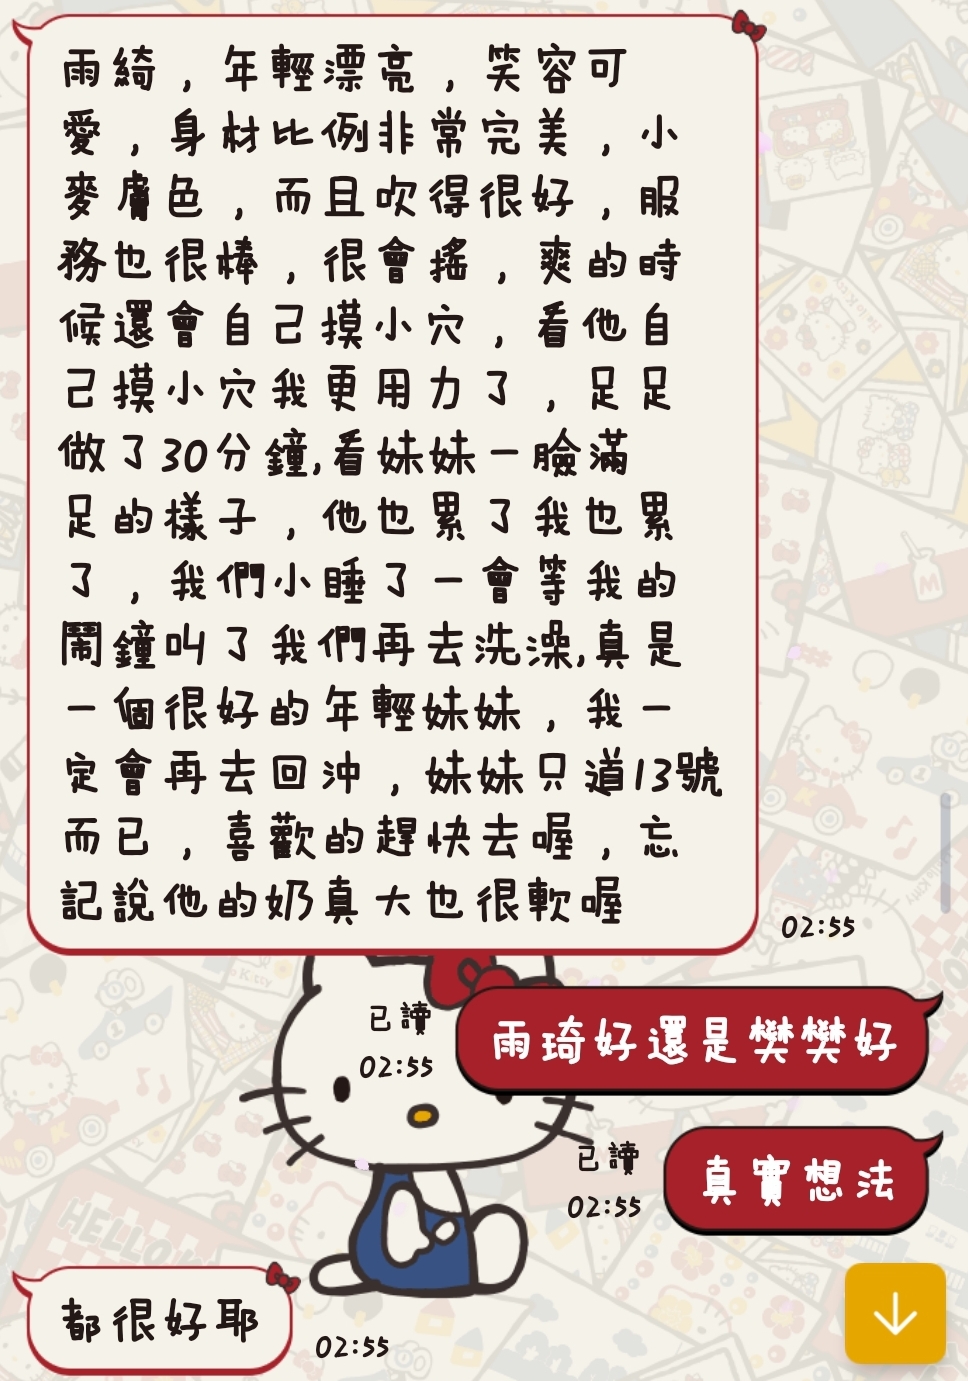 雨綺，年輕漂亮，笑容可
愛，身材比例非常完美，小
麥膚色，而且吹得很好，服
務也很棒，很會搖，爽的時
候還會自己摸小穴，看他自
己摸小穴我更用力了，足足
做了30分鐘,看妹妹一臉滿
足的樣子，他也累了我也累
了，我們小睡了一會等我的
鬧鐘叫了我們再去洗澡,真是
一個很好的年輕妹妹，我一
定會再去回沖，妹妹只道13號
而已，喜歡的趕快去喔，忘
記說他的奶真大也很軟喔
02:55
已讀
02:55
雨琦好還是樊樊好
已讀
02:55
真實想法
都很好耶
02:55